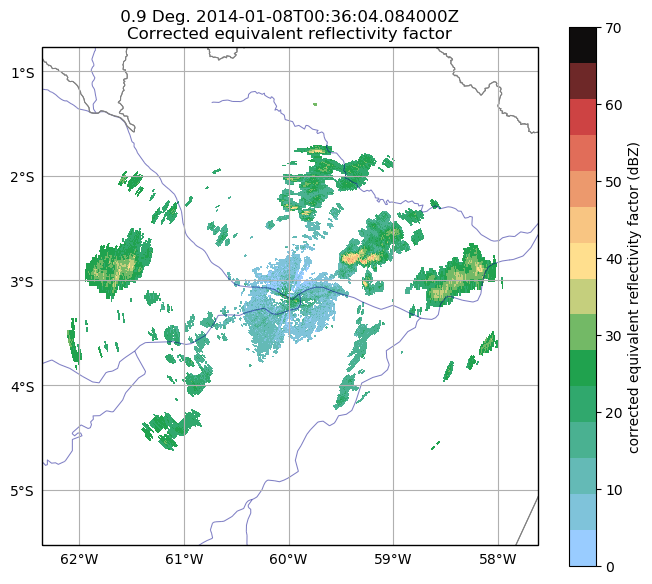 0.9 Deg. 2014-01-08T00:36:04.084000Z
Corrected equivalent reflectivity factor
1°S
2°S
3°S
4°S
5°S
62°W
61°W
60°W
59°W
58°W
70
60
50
40
30
20
10
0
corrected equivalent reflectivity factor (dBZ)